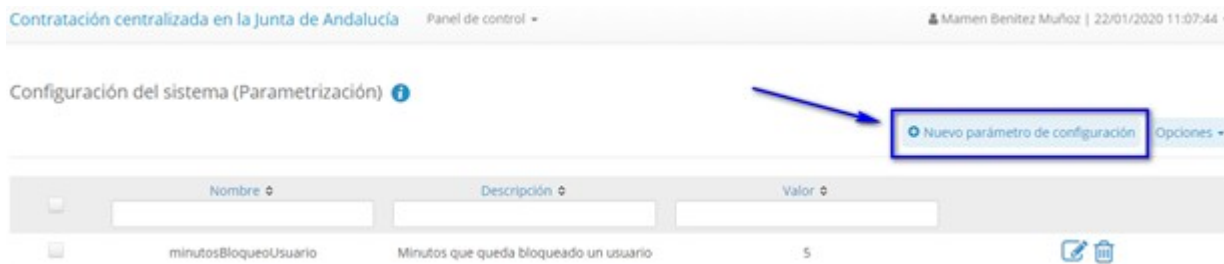 Contratación centralizada en la Junta de Andalucía Panel de control Mamen Benitez Muñoz | 22/01/2020 11:07:44
Configuración del sistema (Parametrización)
Nuevo parámetro de configuración Opciones
Nombre Descripción Valor
minutosBloqueoUsuario Minutos que queda bloqueado un usuario 5